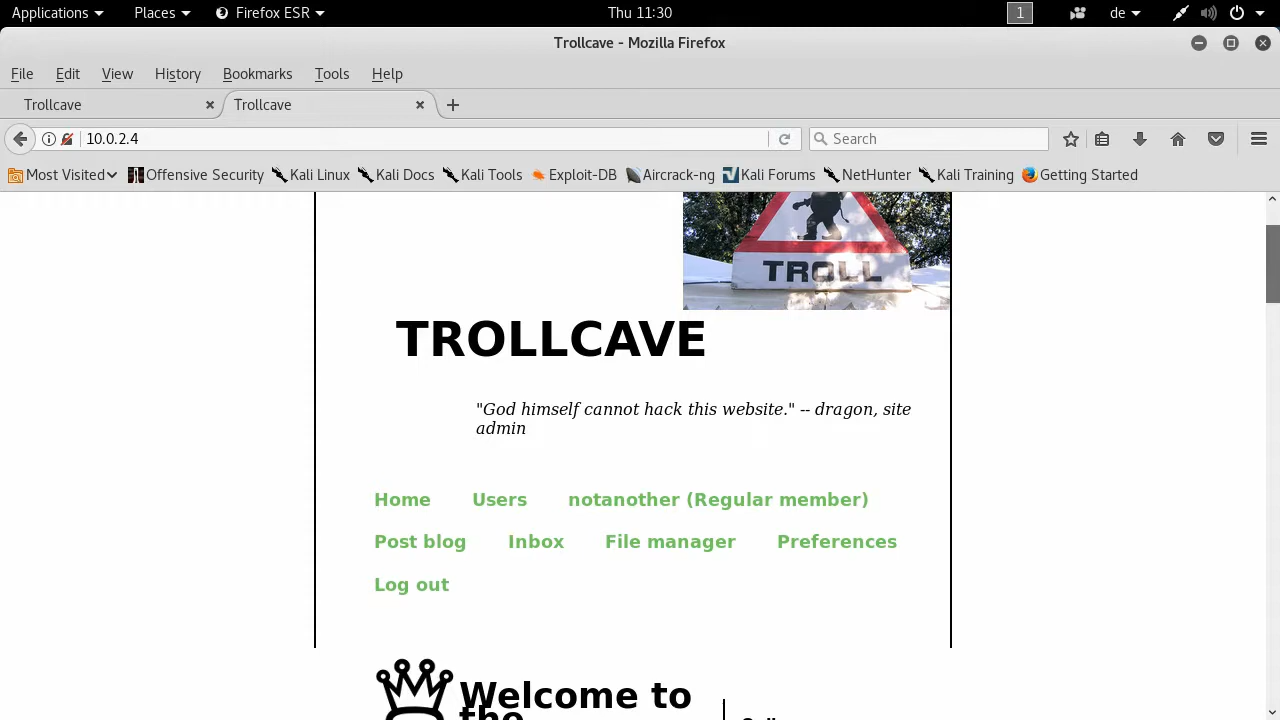 Applications Places Firefox ESR Thu 11:30 1 de
Trollcave - Mozilla Firefox
File Edit View History Bookmarks Tools Help
Trollcave Trollcave
10.0.2.4 Search
Most Visited Offensive Security Kali Linux Kali Docs Kali Tools Exploit-DB Aircrack-ng Kali Forums NetHunter Kali Training Getting Started
TROLL
TROLLCAVE
"God himself cannot hack this website." -- dragon, site
admin
Home Users notanother (Regular member)
Post blog Inbox File manager Preferences
Log out
Welcome to
the